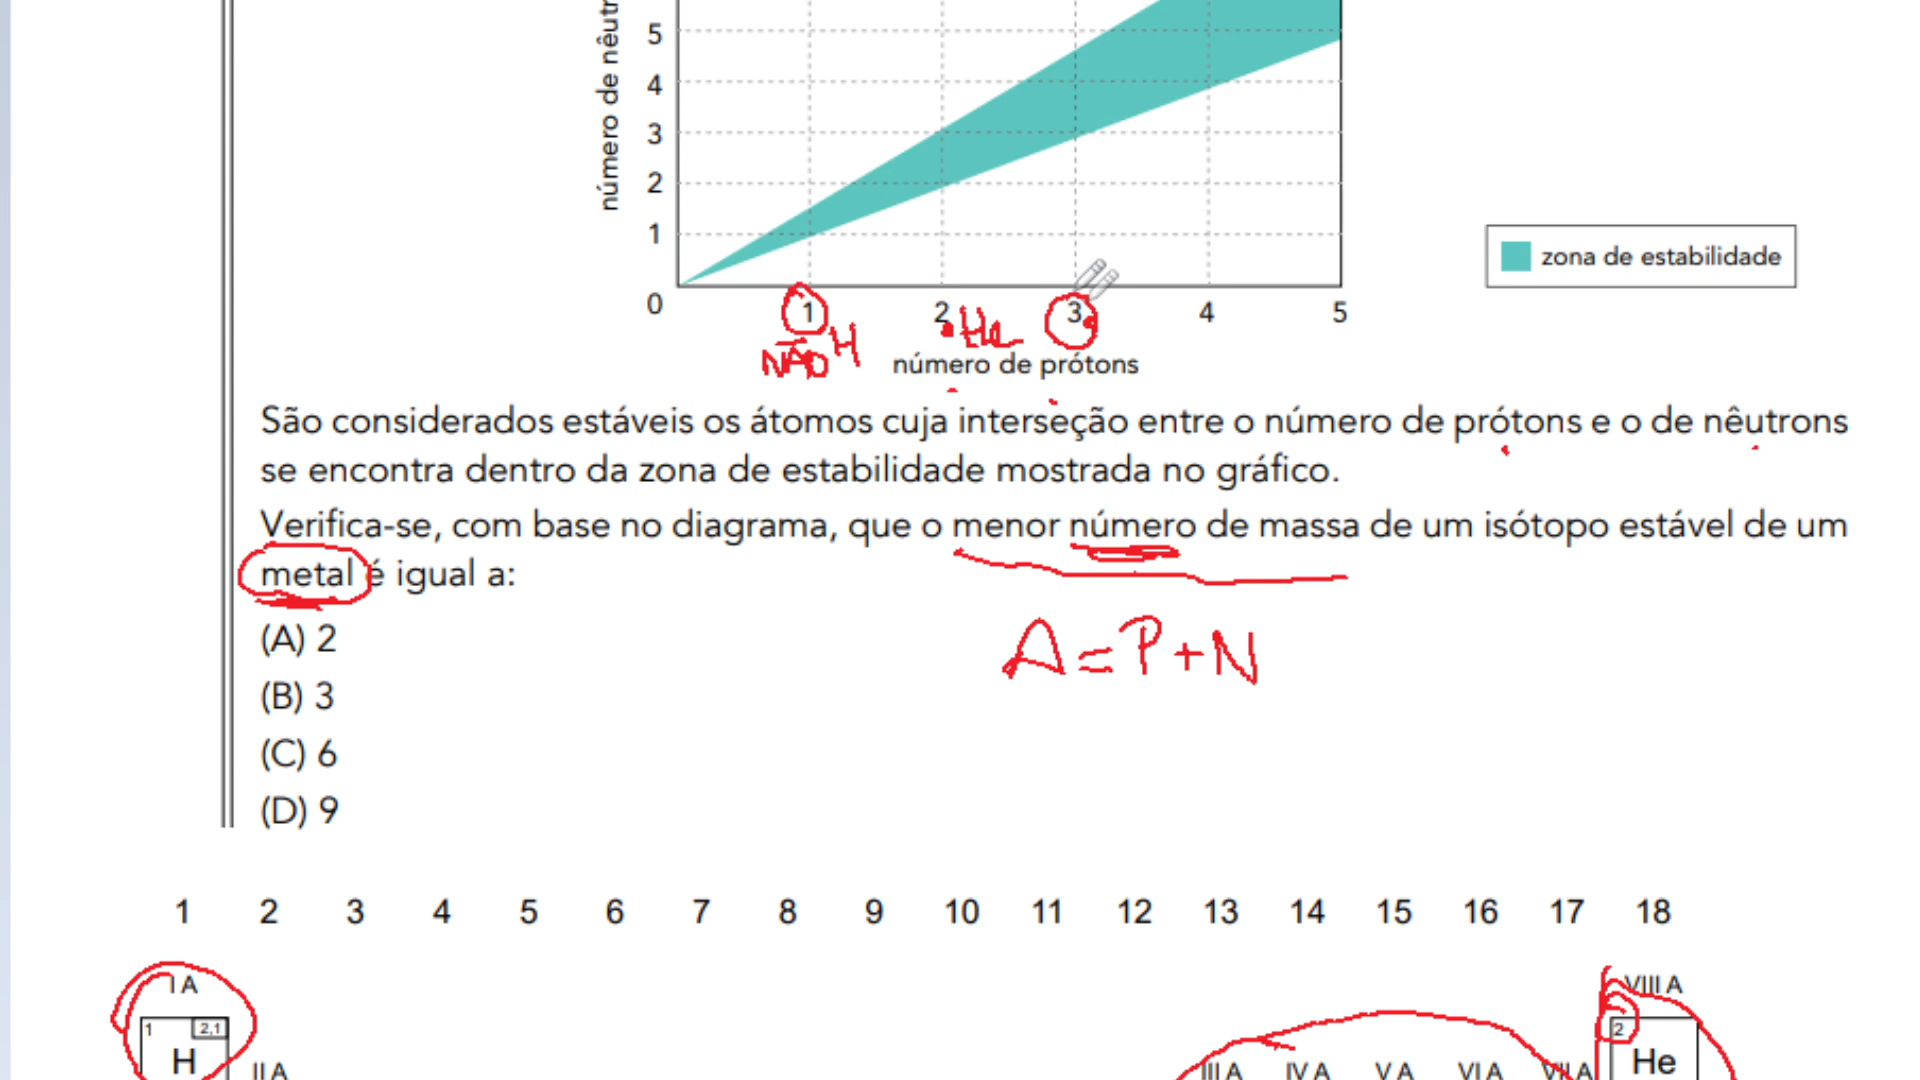 número de nêutr
5
4
3
2
1
0
1 2 3 4 5
NÃO H He
número de prótons
zona de estabilidade
São considerados estáveis os átomos cuja interseção entre o número de prótons e o de nêutrons
se encontra dentro da zona de estabilidade mostrada no gráfico.
Verifica-se, com base no diagrama, que o menor número de massa de um isótopo estável de um
metal é igual a:
A=P+N
(A) 2
(B) 3
(C) 6
(D) 9
1 2 3 4 5 6 7 8 9 10 11 12 13 14 15 16 17 18
I A VIII A
1 2,1 2
H II A III A IV A V A VI A VII A He